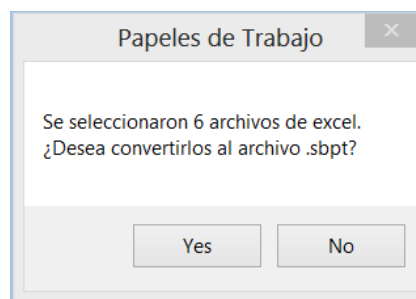 Papeles de Trabajo
Se seleccionaron 6 archivos de excel.
¿Desea convertirlos al archivo .sbpt?
Yes No